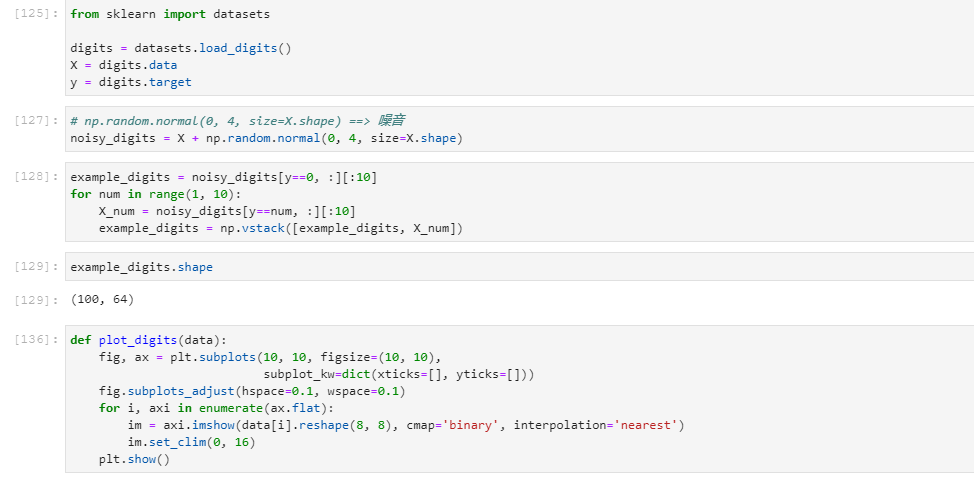 [125]: from sklearn import datasets
digits = datasets.load_digits()
X = digits.data
y = digits.target
[127]: # np.random.normal(0, 4, size=X.shape) ==> 噪音
noisy_digits = X + np.random.normal(0, 4, size=X.shape)
[128]: example_digits = noisy_digits[y==0, :][:10]
for num in range(1, 10):
    X_num = noisy_digits[y==num, :][:10]
    example_digits = np.vstack([example_digits, X_num])
[129]: example_digits.shape
[129]: (100, 64)
[136]: def plot_digits(data):
    fig, ax = plt.subplots(10, 10, figsize=(10, 10),
                           subplot_kw=dict(xticks=[], yticks=[]))
    fig.subplots_adjust(hspace=0.1, wspace=0.1)
    for i, axi in enumerate(ax.flat):
        im = axi.imshow(data[i].reshape(8, 8), cmap='binary', interpolation='nearest')
        im.set_clim(0, 16)
    plt.show()